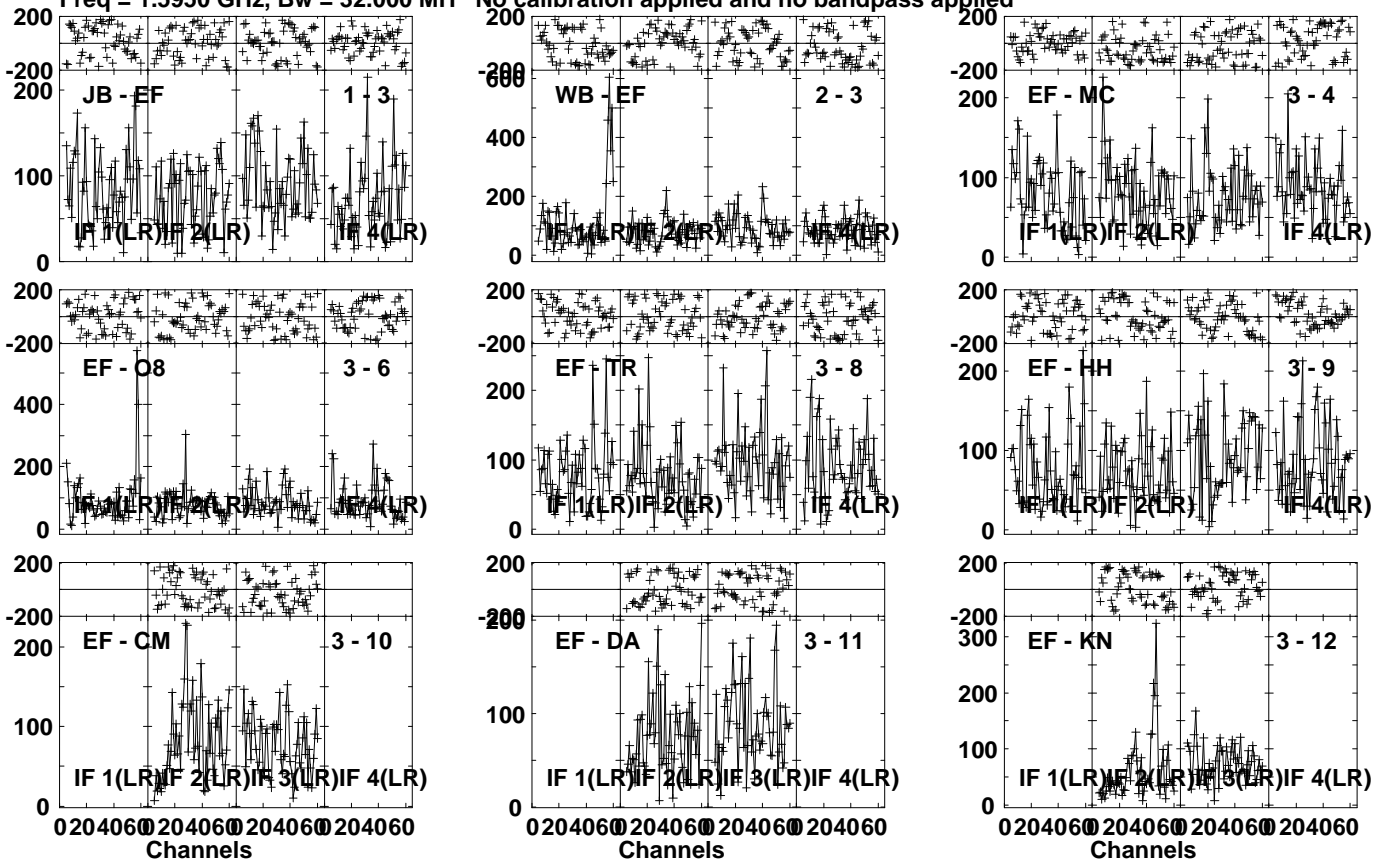 Freq = 1.5950 GHz, Bw = 32.000 MH No calibration applied and no bandpass applied
200
-200
JB - EF 1 - 3
200
100
0
IF 1(LR) IF 2(LR) IF 4(LR)
200
-200
WB - EF 2 - 3
600
400
200
0
IF 1(LR) IF 2(LR) IF 4(LR)
200
-200
EF - MC 3 - 4
200
100
0
IF 1(LR) IF 2(LR) IF 4(LR)
200
-200
EF - O8 3 - 6
400
200
0
IF 1(LR) IF 2(LR) IF 4(LR)
200
-200
EF - TR 3 - 8
200
100
0
IF 1(LR) IF 2(LR) IF 4(LR)
200
-200
EF - HH 3 - 9
200
100
0
IF 1(LR) IF 2(LR) IF 4(LR)
200
-200
EF - CM 3 - 10
200
100
0
IF 1(LR) IF 2(LR) IF 3(LR) IF 4(LR)
0 20 40 60 0 20 40 60 0 20 40 60 0 20 40 60
Channels
200
-200
EF - DA 3 - 11
200
100
0
IF 1(LR) IF 2(LR) IF 3(LR) IF 4(LR)
0 20 40 60 0 20 40 60 0 20 40 60 0 20 40 60
Channels
200
-200
EF - KN 3 - 12
300
200
100
0
IF 1(LR) IF 2(LR) IF 3(LR) IF 4(LR)
0 20 40 60 0 20 40 60 0 20 40 60 0 20 40 60
Channels